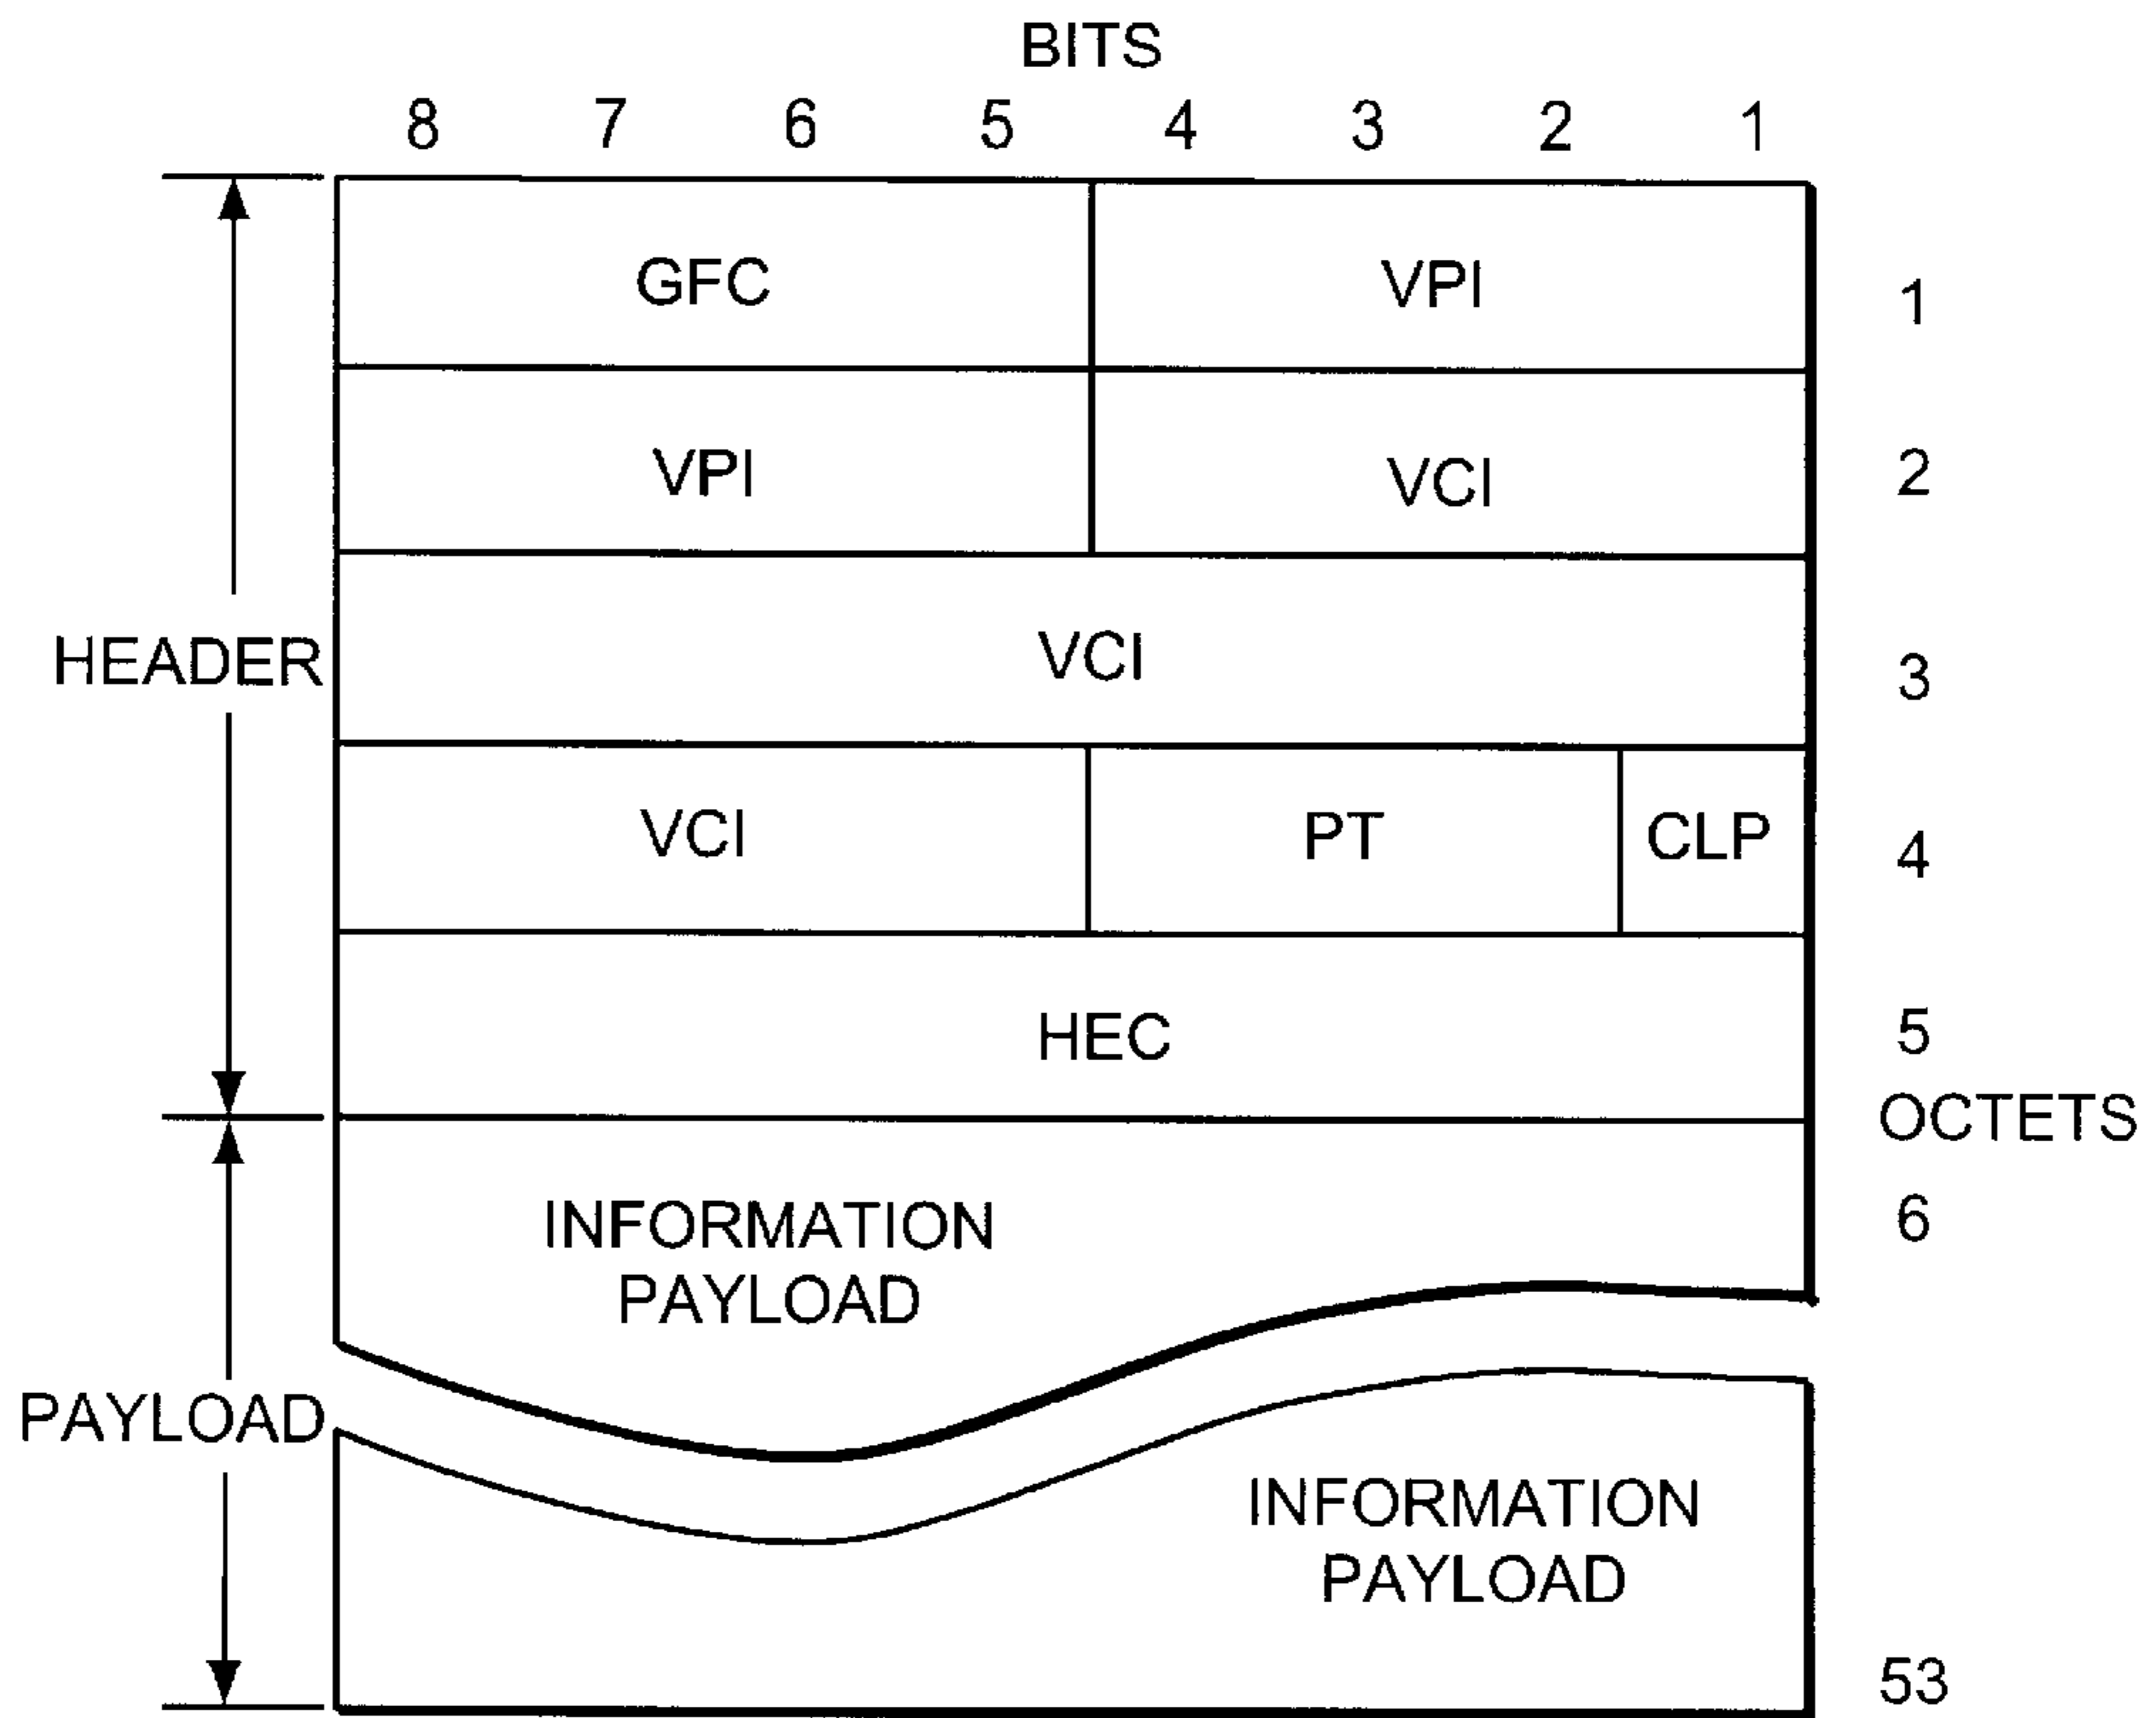 BITS
8 7 6 5 4 3 2 1
GFC VPI 1
VPI VCI 2
HEADER VCI 3
VCI PT CLP 4
HEC 5
OCTETS
INFORMATION 6
PAYLOAD
PAYLOAD
INFORMATION
PAYLOAD
53